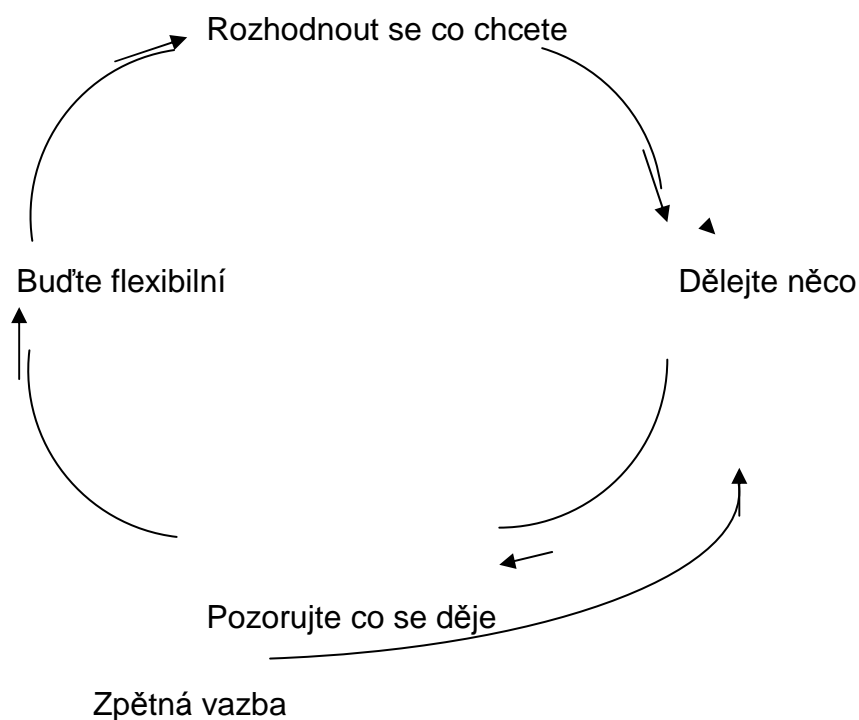 Rozhodnout se co chcete
Buďte flexibilní
Dělejte něco
Pozorujte co se děje
Zpětná vazba